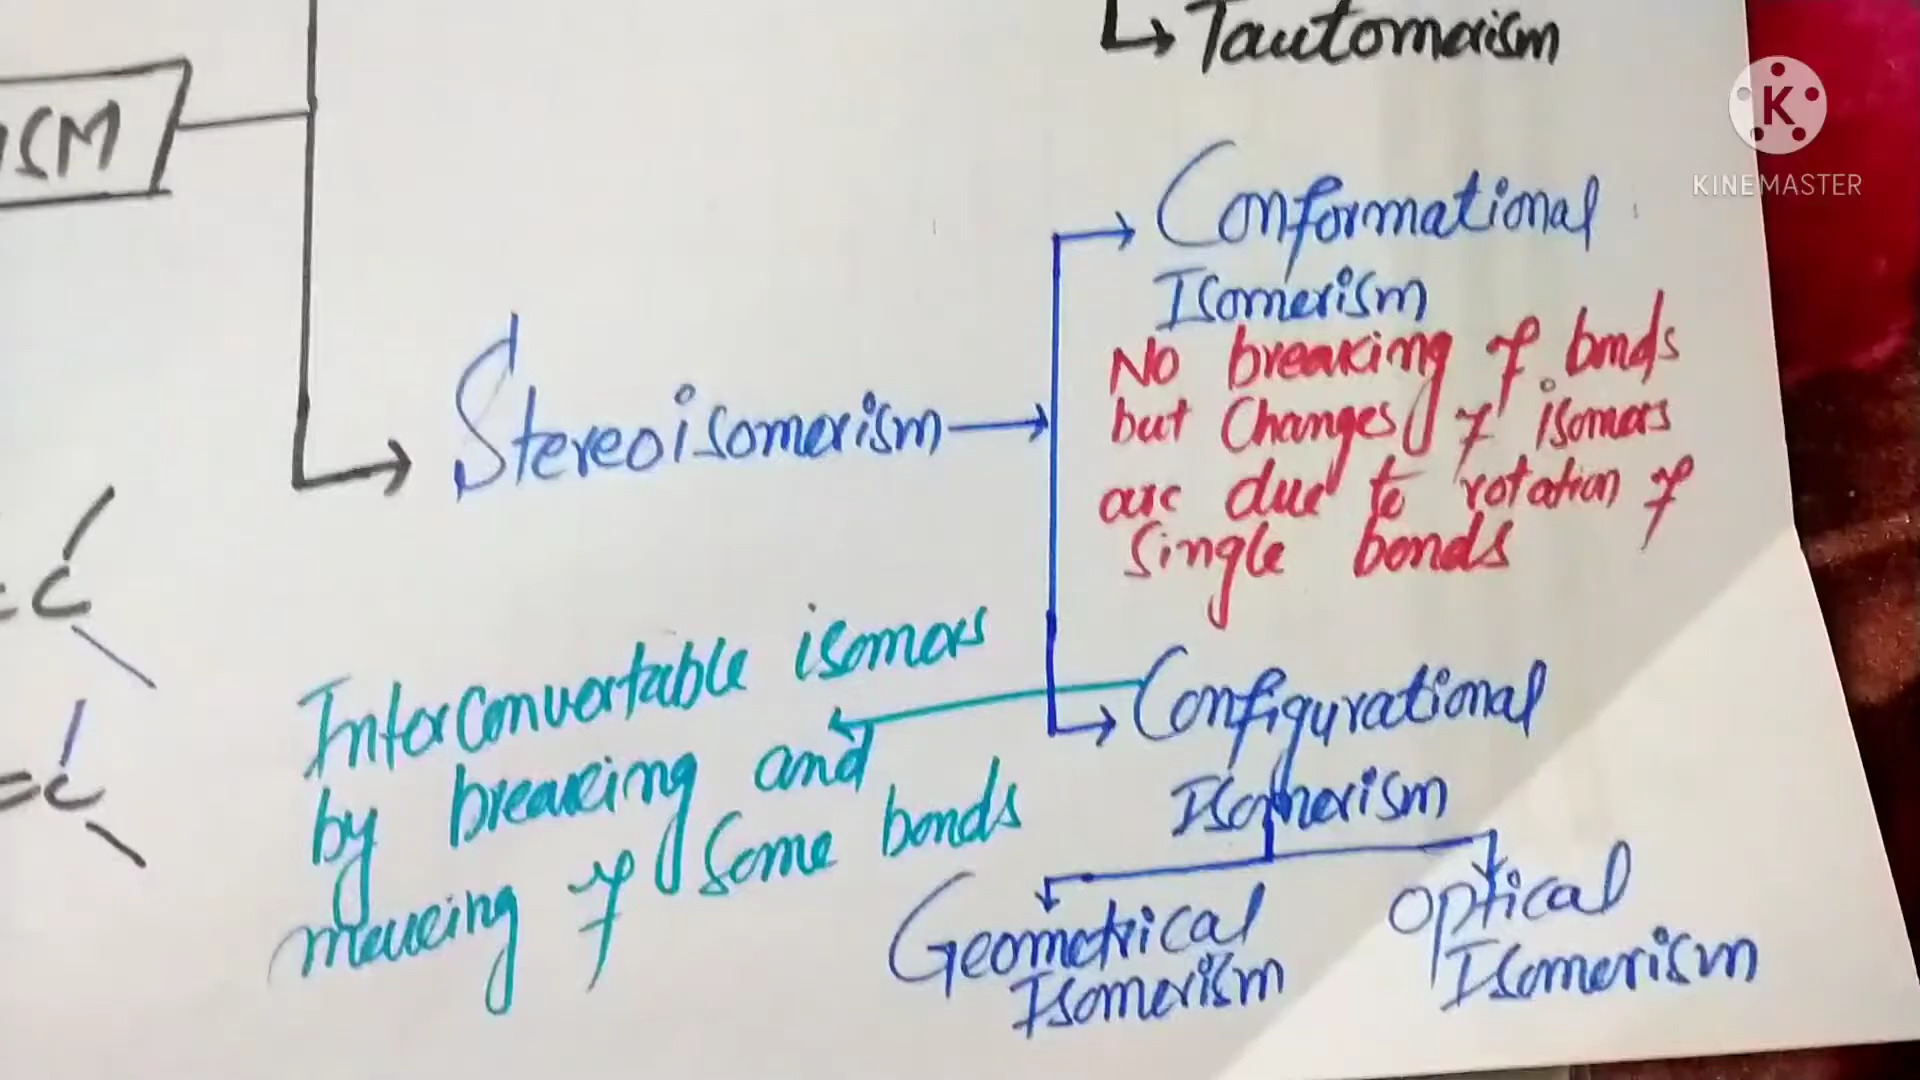 Tautomerism
ISM
KINEMASTER
Conformational
Isomerism
No breaking of bonds
but Changes of isomers
are due to rotation of
Single bonds
Stereoisomerism
Interconvertable isomers
by breaking and
making of Some bonds
Configurational
Isomerism
Geometrical
Isomerism
Optical
Isomerism
C
=C